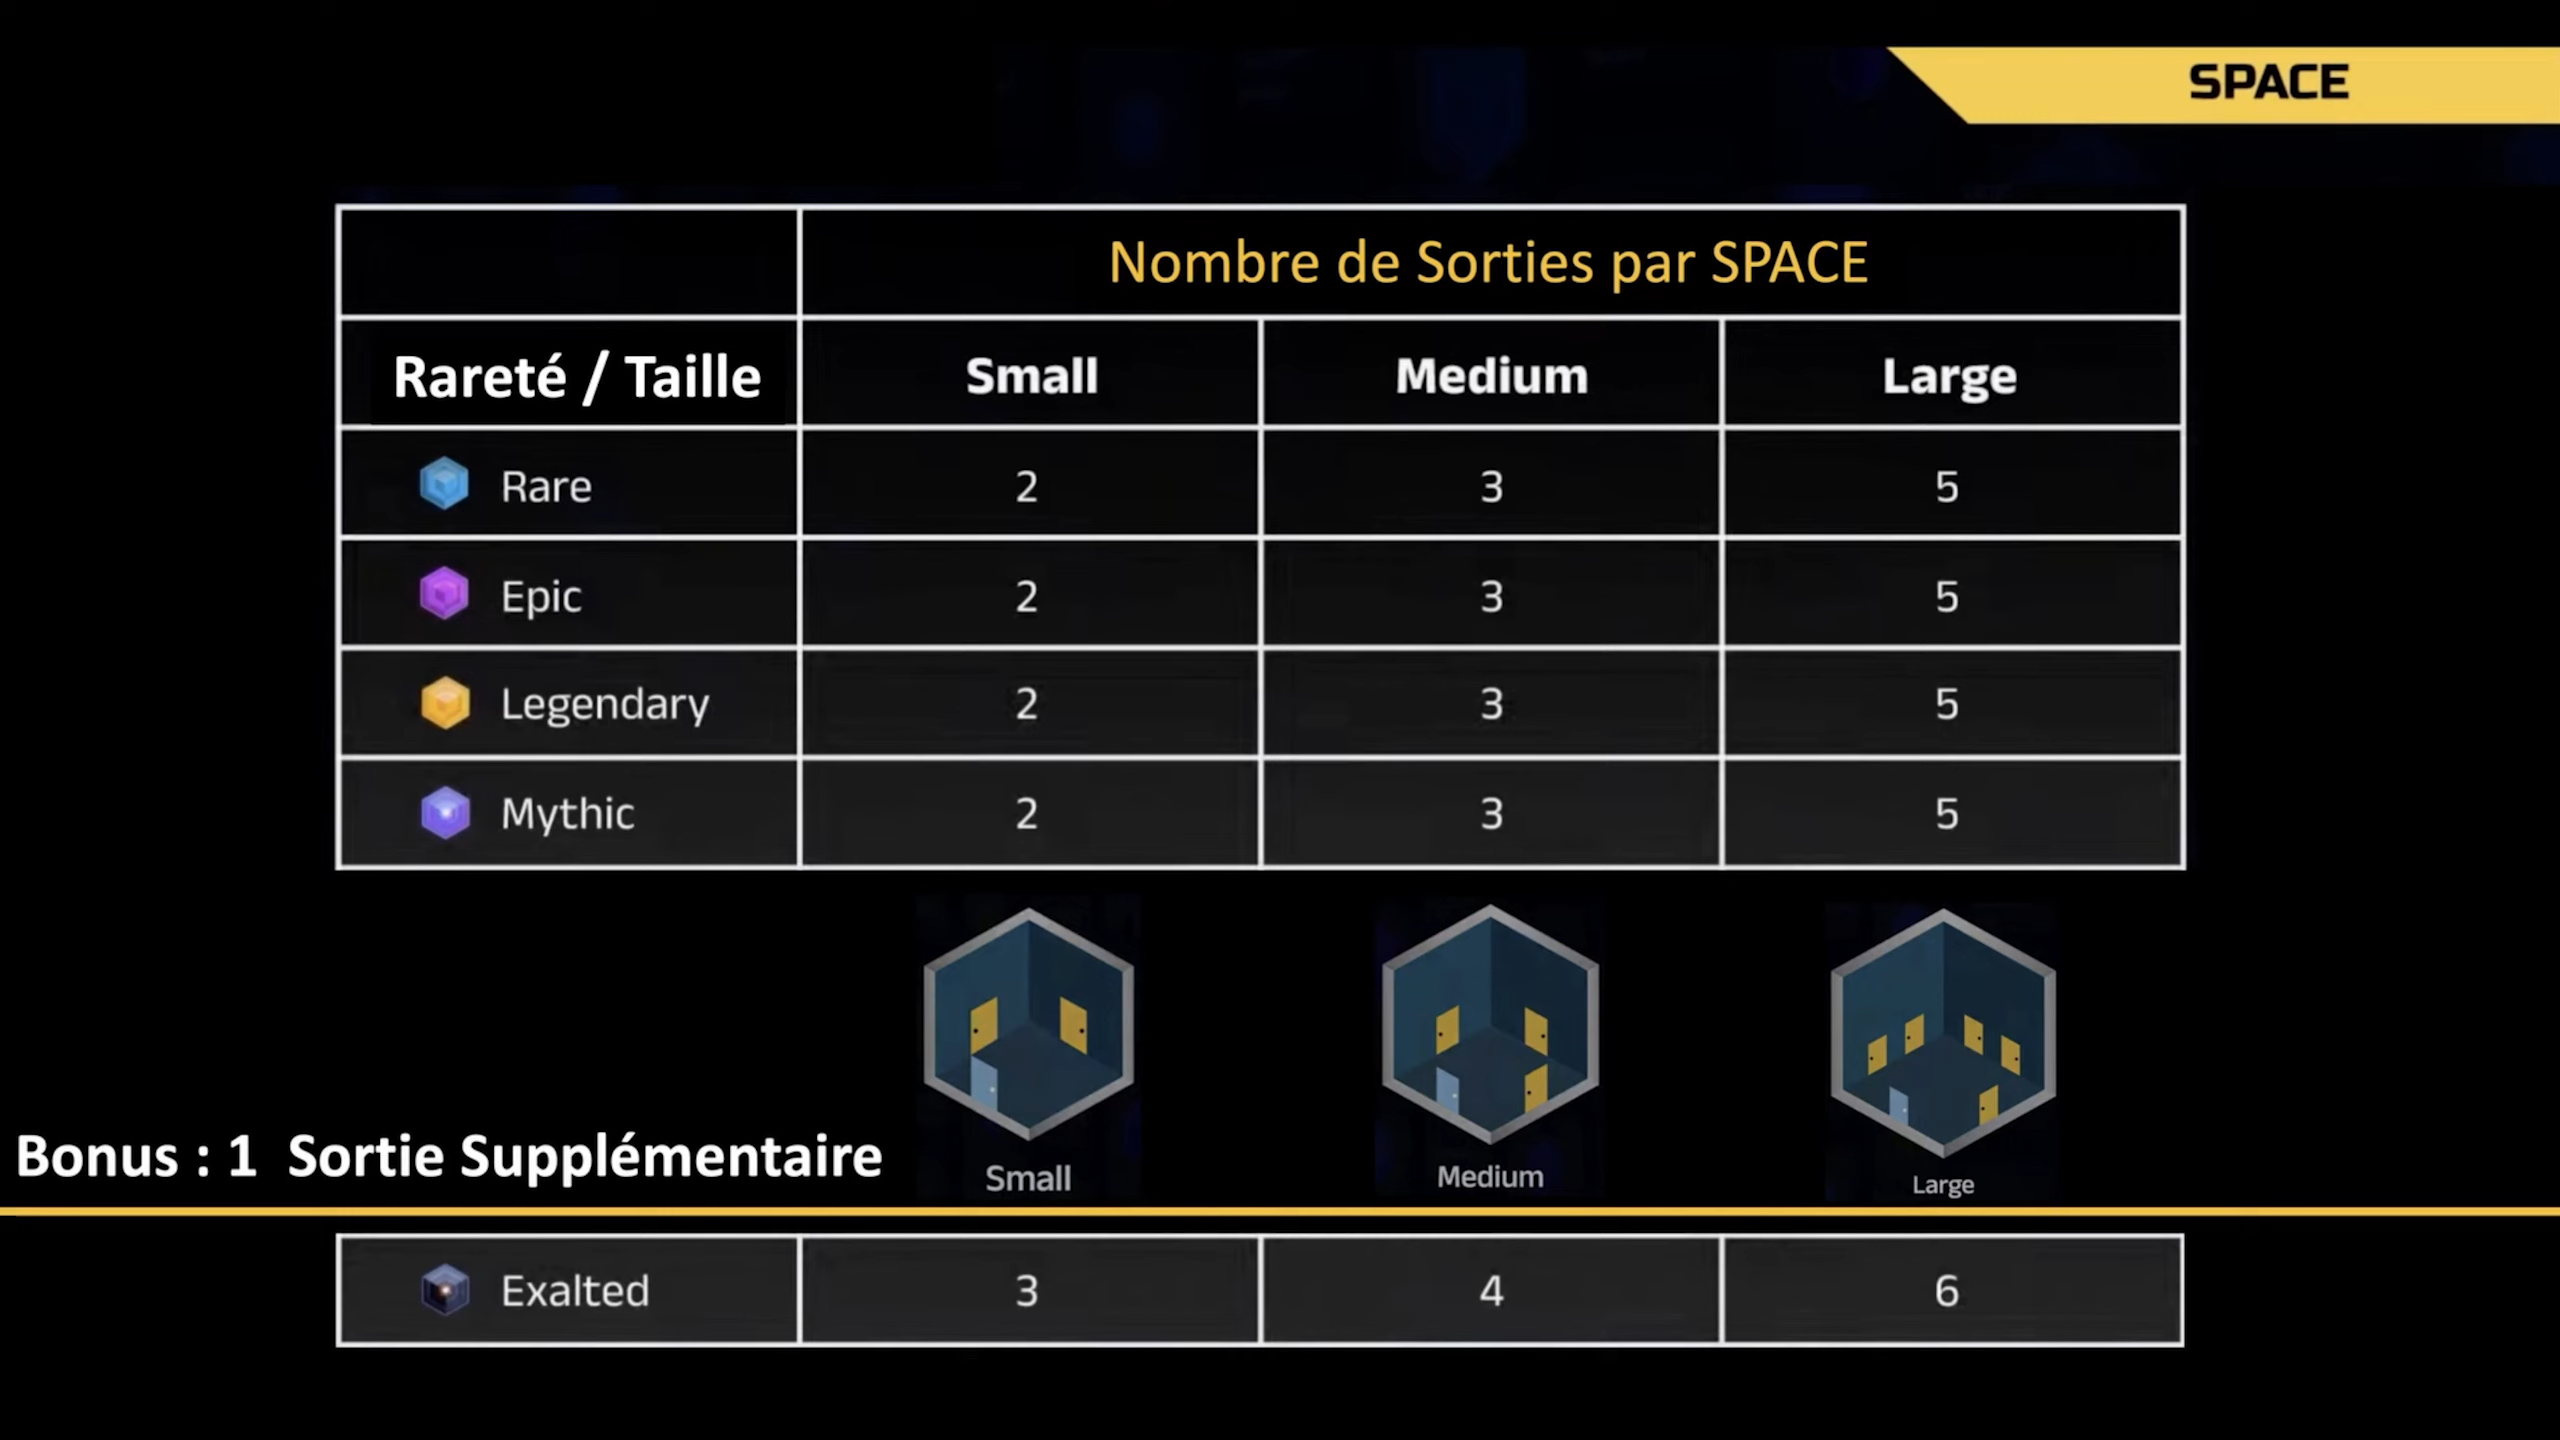 SPACE
Nombre de Sorties par SPACE
Rareté / Taille Small Medium Large
Rare 2 3 5
Epic 2 3 5
Legendary 2 3 5
Mythic 2 3 5
Bonus : 1 Sortie Supplémentaire
Small Medium Large
Exalted 3 4 6